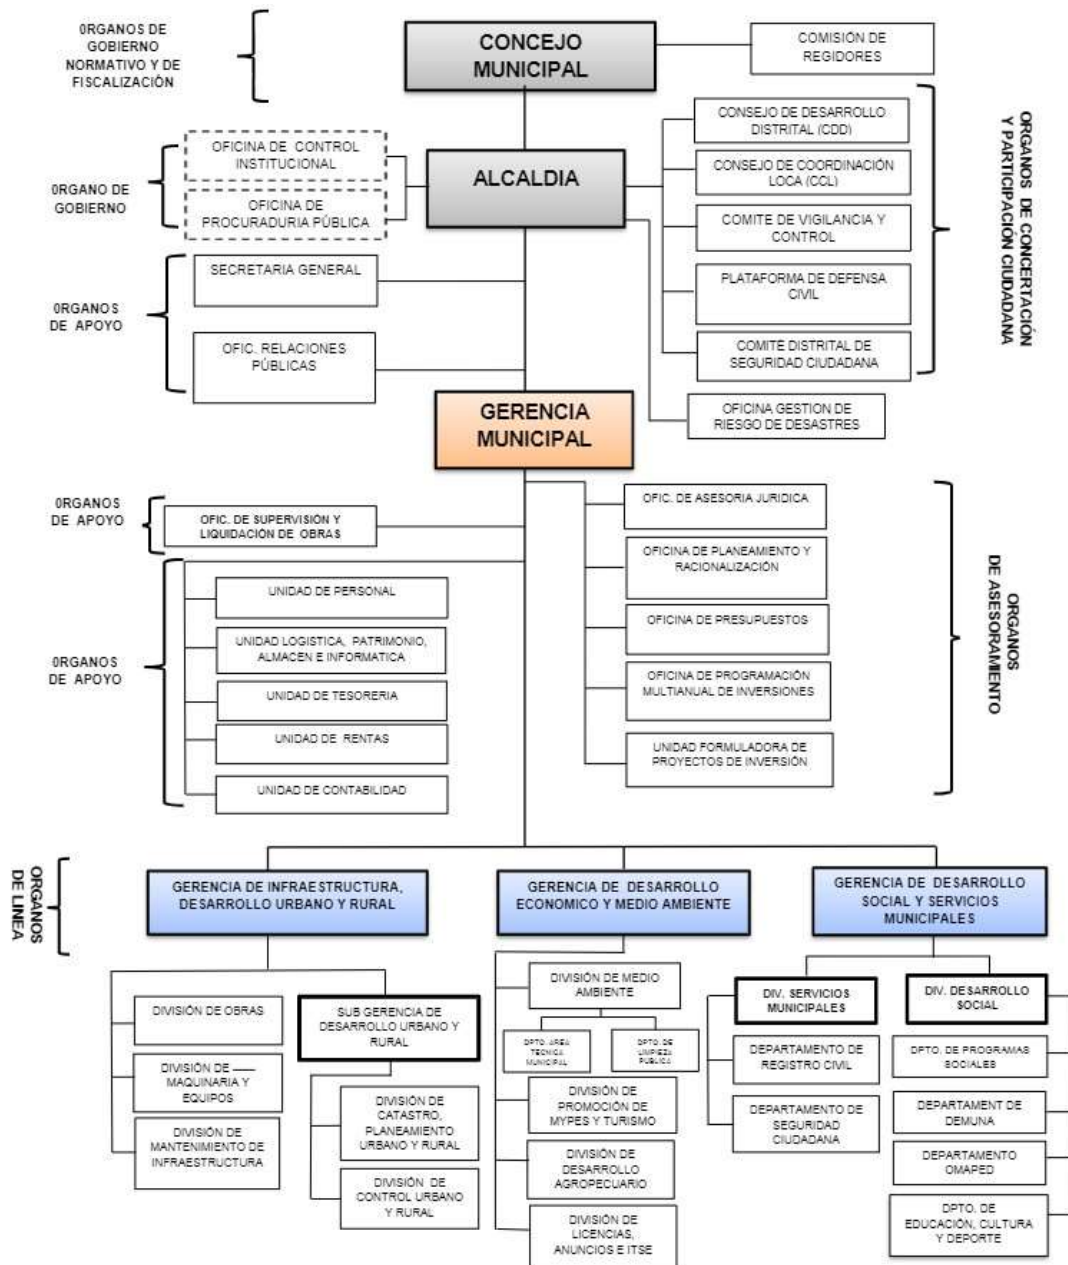 0RGANOS DE
GOBIERNO
NORMATIVO Y DE
FISCALIZACIÓN
CONCEJO
MUNICIPAL
COMISIÓN DE
REGIDORES
0RGANO DE
GOBIERNO
OFICINA DE CONTROL
INSTITUCIONAL
OFICINA DE
PROCURADURIA PÚBLICA
ALCALDIA
CONSEJO DE DESARROLLO
DISTRITAL (CDD)
CONSEJO DE COORDINACIÓN
LOCA (CCL)
COMITE DE VIGILANCIA Y
CONTROL
PLATAFORMA DE DEFENSA
CIVIL
COMITE DISTRITAL DE
SEGURIDAD CIUDADANA
ORGANOS DE CONCERTACIÓN
Y PARTICIPACIÓN CIUDADANA
0RGANOS
DE APOYO
SECRETARIA GENERAL
OFIC. RELACIONES
PÚBLICAS
OFICINA GESTION DE
RIESGO DE DESASTRES
GERENCIA
MUNICIPAL
0RGANOS
DE APOYO
OFIC. DE SUPERVISIÓN Y
LIQUIDACIÓN DE OBRAS
0RGANOS
DE APOYO
UNIDAD DE PERSONAL
UNIDAD LOGISTICA, PATRIMONIO,
ALMACEN E INFORMATICA
UNIDAD DE TESORERIA
UNIDAD DE RENTAS
UNIDAD DE CONTABILIDAD
OFIC. DE ASESORIA JURIDICA
OFICINA DE PLANEAMIENTO Y
RACIONALIZACIÓN
OFICINA DE PRESUPUESTOS
OFICINA DE PROGRAMACIÓN
MULTIANUAL DE INVERSIONES
UNIDAD FORMULADORA DE
PROYECTOS DE INVERSIÓN
ORGANOS
DE ASESORAMIENTO
ORGANOS
DE LINEA
GERENCIA DE INFRAESTRUCTURA,
DESARROLLO URBANO Y RURAL
GERENCIA DE DESARROLLO
ECONOMICO Y MEDIO AMBIENTE
GERENCIA DE DESARROLLO
SOCIAL Y SERVICIOS
MUNICIPALES
DIVISIÓN DE OBRAS
DIVISIÓN DE
MAQUINARIA Y
EQUIPOS
DIVISIÓN DE
MANTENIMIENTO DE
INFRAESTRUCTURA
SUB GERENCIA DE
DESARROLLO URBANO Y
RURAL
DIVISIÓN DE
CATASTRO,
PLANEAMIENTO
URBANO Y RURAL
DIVISIÓN DE
CONTROL URBANO
Y RURAL
DIVISIÓN DE MEDIO
AMBIENTE
DPTO. AREA
TECNICA
MUNICIPAL
DPTO. DE
LIMPIEZA
PUBLICA
DIVISIÓN DE
PROMOCIÓN DE
MYPES Y TURISMO
DIVISIÓN DE
DESARROLLO
AGROPECUARIO
DIVISIÓN DE
LICENCIAS,
ANUNCIOS E ITSE
DIV. SERVICIOS
MUNICIPALES
DEPARTAMENTO DE
REGISTRO CIVIL
DEPARTAMENTO DE
SEGURIDAD
CIUDADANA
DIV. DESARROLLO
SOCIAL
DPTO. DE PROGRAMAS
SOCIALES
DEPARTAMENT DE
DEMUNA
DEPARTAMENTO
OMAPED
DPTO. DE
EDUCACIÓN, CULTURA
Y DEPORTE